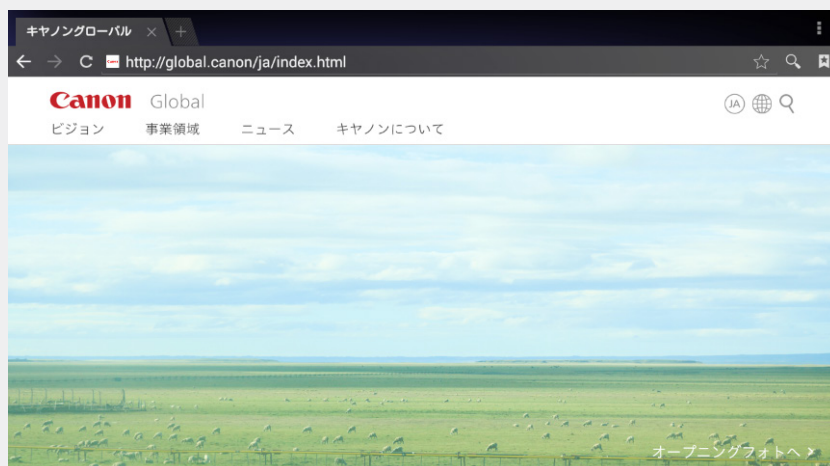 キヤノングローバル
http://global.canon/ja/index.html
Canon Global
JA
ビジョン 事業領域 ニュース キヤノンについて
オープニングフォトへ